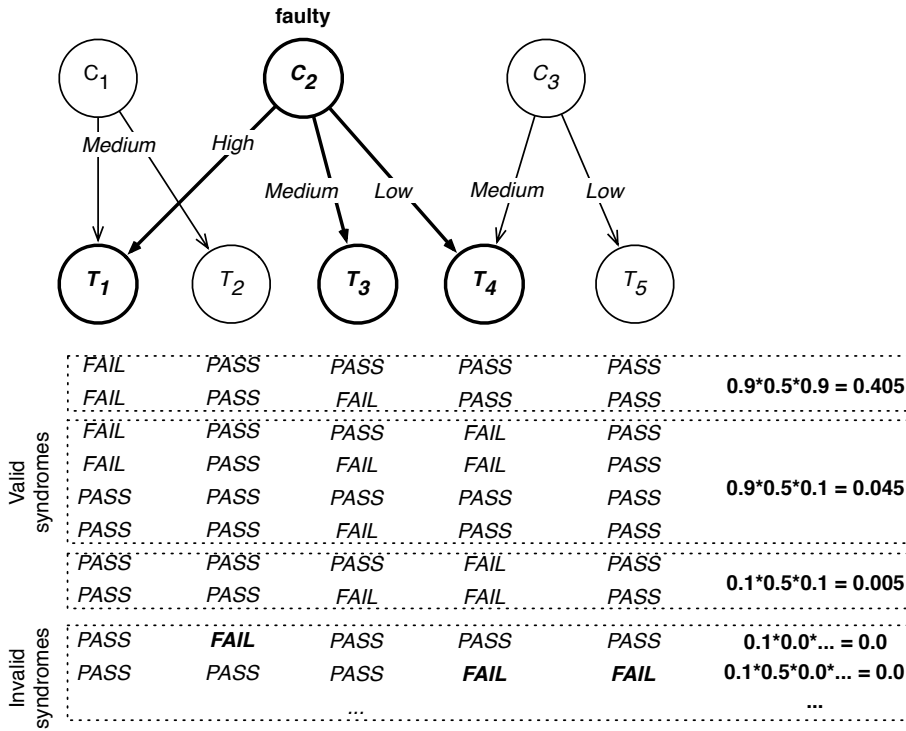 faulty
C1 C2 C3
Medium High Medium Low Medium Low
T1 T2 T3 T4 T5
FAIL PASS PASS PASS PASS
0.9*0.5*0.9 = 0.405
FAIL PASS FAIL PASS PASS
Valid
syndromes
FAIL PASS PASS FAIL PASS
FAIL PASS FAIL FAIL PASS
0.9*0.5*0.1 = 0.045
PASS PASS PASS PASS PASS
PASS PASS FAIL PASS PASS
PASS PASS PASS FAIL PASS
0.1*0.5*0.1 = 0.005
PASS PASS FAIL FAIL PASS
Invalid
syndromes
PASS FAIL PASS PASS PASS 0.1*0.0*... = 0.0
PASS PASS PASS FAIL FAIL 0.1*0.5*0.0*... = 0.0
... ...